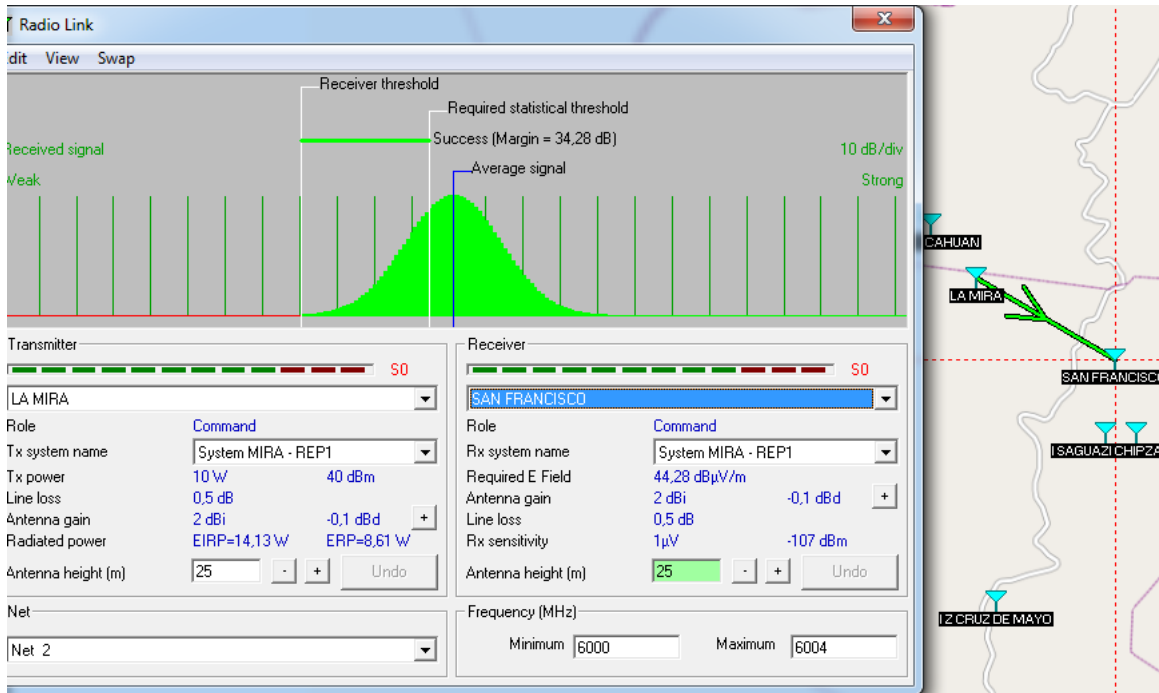 Radio Link
Edit View Swap
Receiver threshold
Required statistical threshold
Success (Margin = 34,28 dB)
Received signal
10 dB/div
Average signal
Weak
Strong
CAHUAN
LA MIRA
SAN FRANCISCO
ISAGUAZI CHIPZA
IZ CRUZ DE MAYO
Transmitter
S0
LA MIRA
Role Command
Tx system name System MIRA - REP1
Tx power 10 W 40 dBm
Line loss 0,5 dB
Antenna gain 2 dBi -0,1 dBd +
Radiated power EIRP=14,13 W ERP=8,61 W
Antenna height (m) 25 - + Undo
Net
Net 2
Receiver
S0
SAN FRANCISCO
Role Command
Rx system name System MIRA - REP1
Required E Field 44,28 dBµV/m
Antenna gain 2 dBi -0,1 dBd +
Line loss 0,5 dB
Rx sensitivity 1µV -107 dBm
Antenna height (m) 25 - + Undo
Frequency (MHz)
Minimum 6000 Maximum 6004